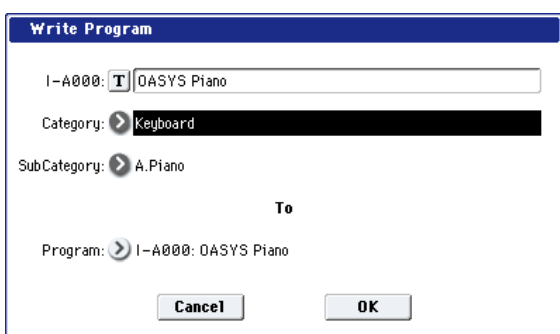 Write Program
I-A000: T OASYS Piano
Category: Keyboard
SubCategory: A.Piano
To
Program: I-A000: OASYS Piano
Cancel OK